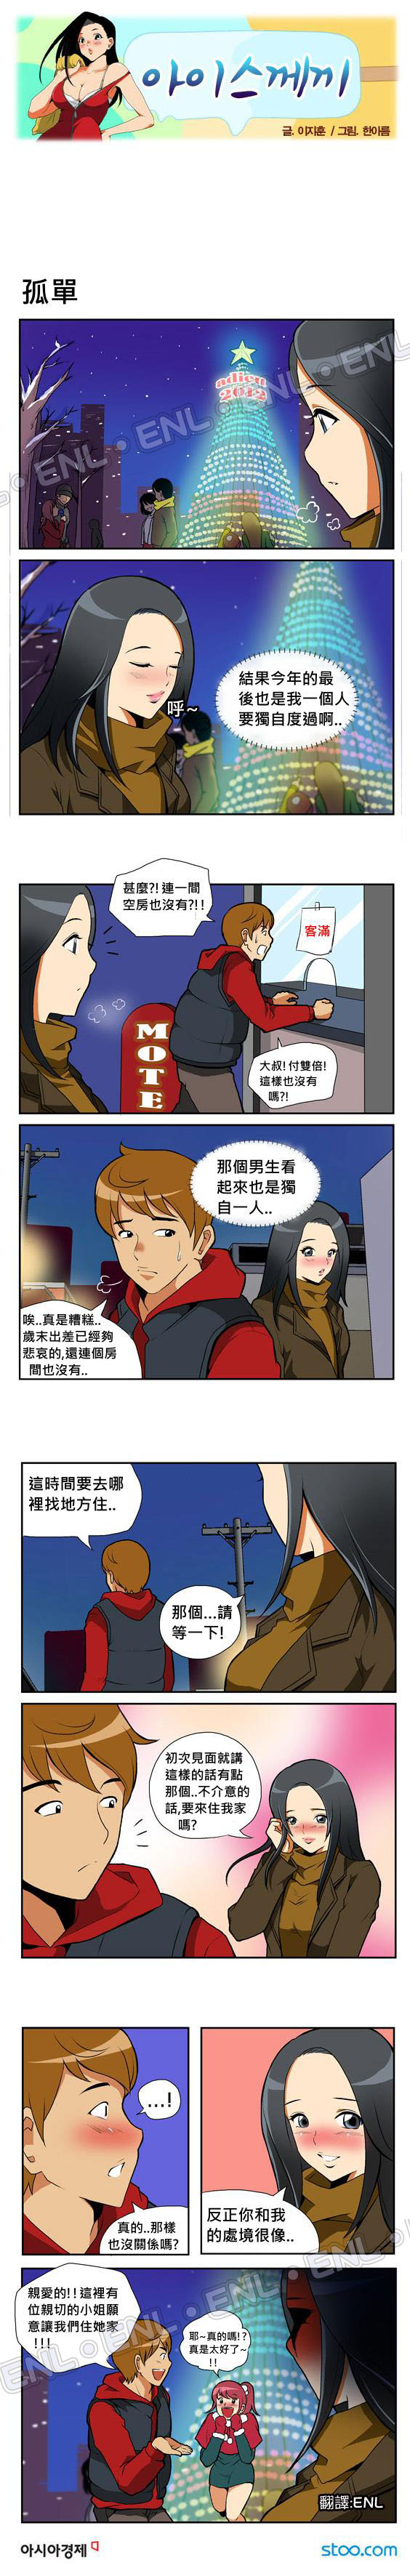 아이스께끼
글. 이지훈 / 그림. 한아름
孤單
adieu
2012
ENL • ENL • ENL • ENL
呼~
結果今年的最
後也是我一個人
要獨自度過啊..
甚麼?!連一間
空房也沒有?!!
客滿
MOTE
大叔!付雙倍!
這樣也沒有
嗎?!
那個男生看
起來也是獨
自一人..
唉..真是糟糕..
歲末出差已經夠
悲哀的,還連個房
間也沒有..
這時間要去哪
裡找地方住..
那個...請
等一下!
初次見面就講
這樣的話有點
那個..不介意的
話,要來住我家
嗎?
...!
真的..那樣
也沒關係嗎?
反正你和我
的處境很像..
親愛的!!這裡有
位親切的小姐願
意讓我們住她家
!!!
耶~真的嗎!?
真是太好了~
!!
ENL • ENL • ENL • ENL
翻譯:ENL
아시아경제
stoo.com